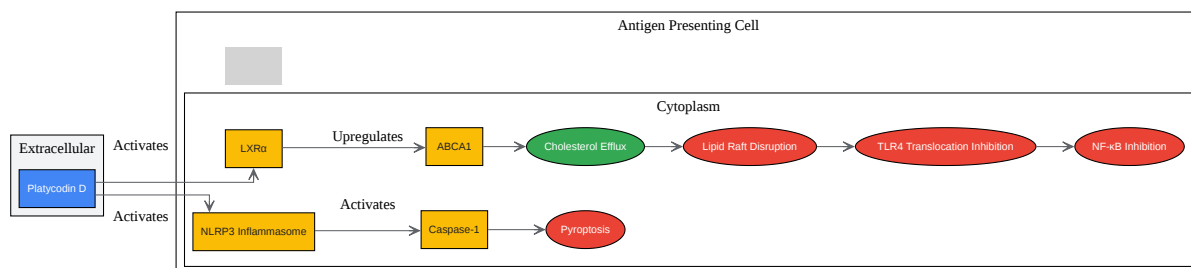 Antigen Presenting Cell
Cytoplasm
Extracellular
Platycodin D
Activates
Activates
LXRα
Upregulates
ABCA1
Cholesterol Efflux
Lipid Raft Disruption
TLR4 Translocation Inhibition
NF-κB Inhibition
NLRP3 Inflammasome
Activates
Caspase-1
Pyroptosis